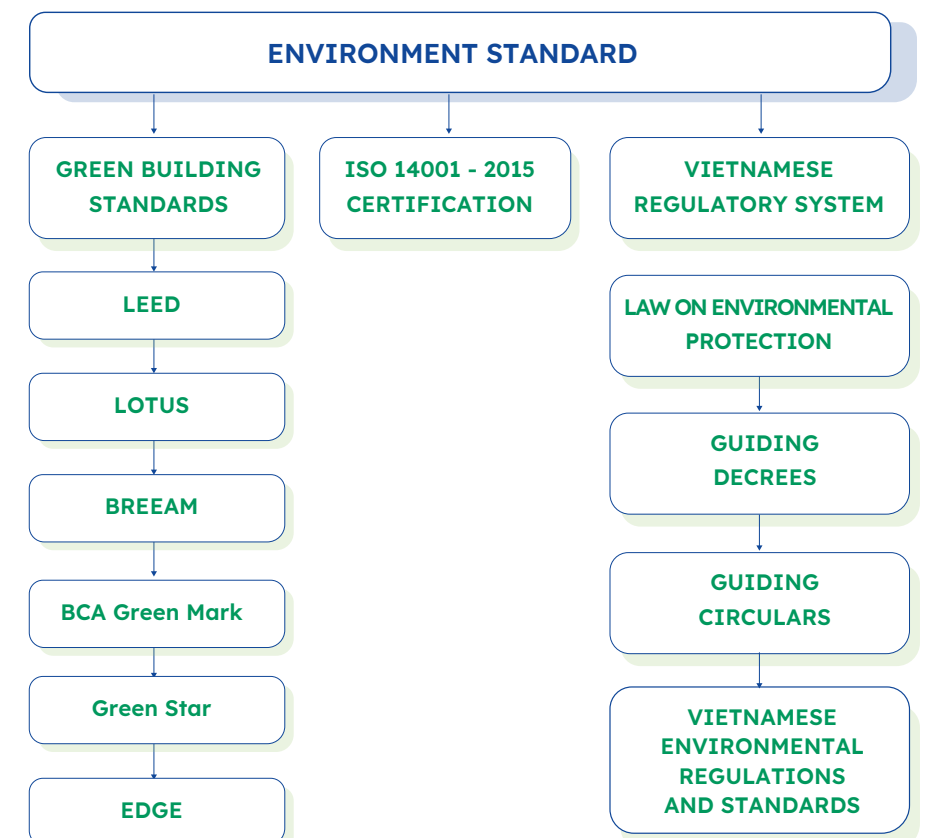 ENVIRONMENT STANDARD
GREEN BUILDING
STANDARDS
LEED
LOTUS
BREEAM
BCA Green Mark
Green Star
EDGE
ISO 14001 - 2015
CERTIFICATION
VIETNAMESE
REGULATORY SYSTEM
LAW ON ENVIRONMENTAL
PROTECTION
GUIDING
DECREES
GUIDING
CIRCULARS
VIETNAMESE
ENVIRONMENTAL
REGULATIONS
AND STANDARDS